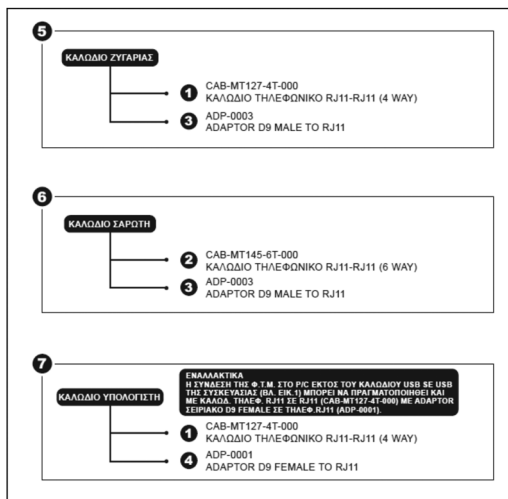 5
ΚΑΛΩΔΙΟ ΖΥΓΑΡΙΑΣ
1 CAB-MT127-4T-000
ΚΑΛΩΔΙΟ ΤΗΛΕΦΩΝΙΚΟ RJ11-RJ11 (4 WAY)
3 ADP-0003
ADAPTOR D9 MALE TO RJ11
6
ΚΑΛΩΔΙΟ ΣΑΡΩΤΗ
2 CAB-MT145-6T-000
ΚΑΛΩΔΙΟ ΤΗΛΕΦΩΝΙΚΟ RJ11-RJ11 (6 WAY)
3 ADP-0003
ADAPTOR D9 MALE TO RJ11
7
ΕΝΑΛΛΑΚΤΙΚΑ
Η ΣΥΝΔΕΣΗ ΤΗΣ Φ.Τ.Μ. ΣΤΟ P/C ΕΚΤΟΣ ΤΟΥ ΚΑΛΩΔΙΟΥ USB SE USB
ΤΗΣ ΣΥΣΚΕΥΑΣΙΑΣ (ΒΛ. ΕΙΚ.1) ΜΠΟΡΕΙ ΝΑ ΠΡΑΓΜΑΤΟΠΟΙΗΘΕΙ ΚΑΙ
ΜΕ ΚΑΛΩΔ. ΤΗΛΕΦ. RJ11 ΣΕ RJ11 (CAB-MT127-4T-000) ΜΕ ADAPTOR
ΣΕΙΡΙΑΚΟ D9 FEMALE ΣΕ ΤΗΛΕΦ.RJ11 (ADP-0001).
ΚΑΛΩΔΙΟ ΥΠΟΛΟΓΙΣΤΗ
1 CAB-MT127-4T-000
ΚΑΛΩΔΙΟ ΤΗΛΕΦΩΝΙΚΟ RJ11-RJ11 (4 WAY)
4 ADP-0001
ADAPTOR D9 FEMALE TO RJ11